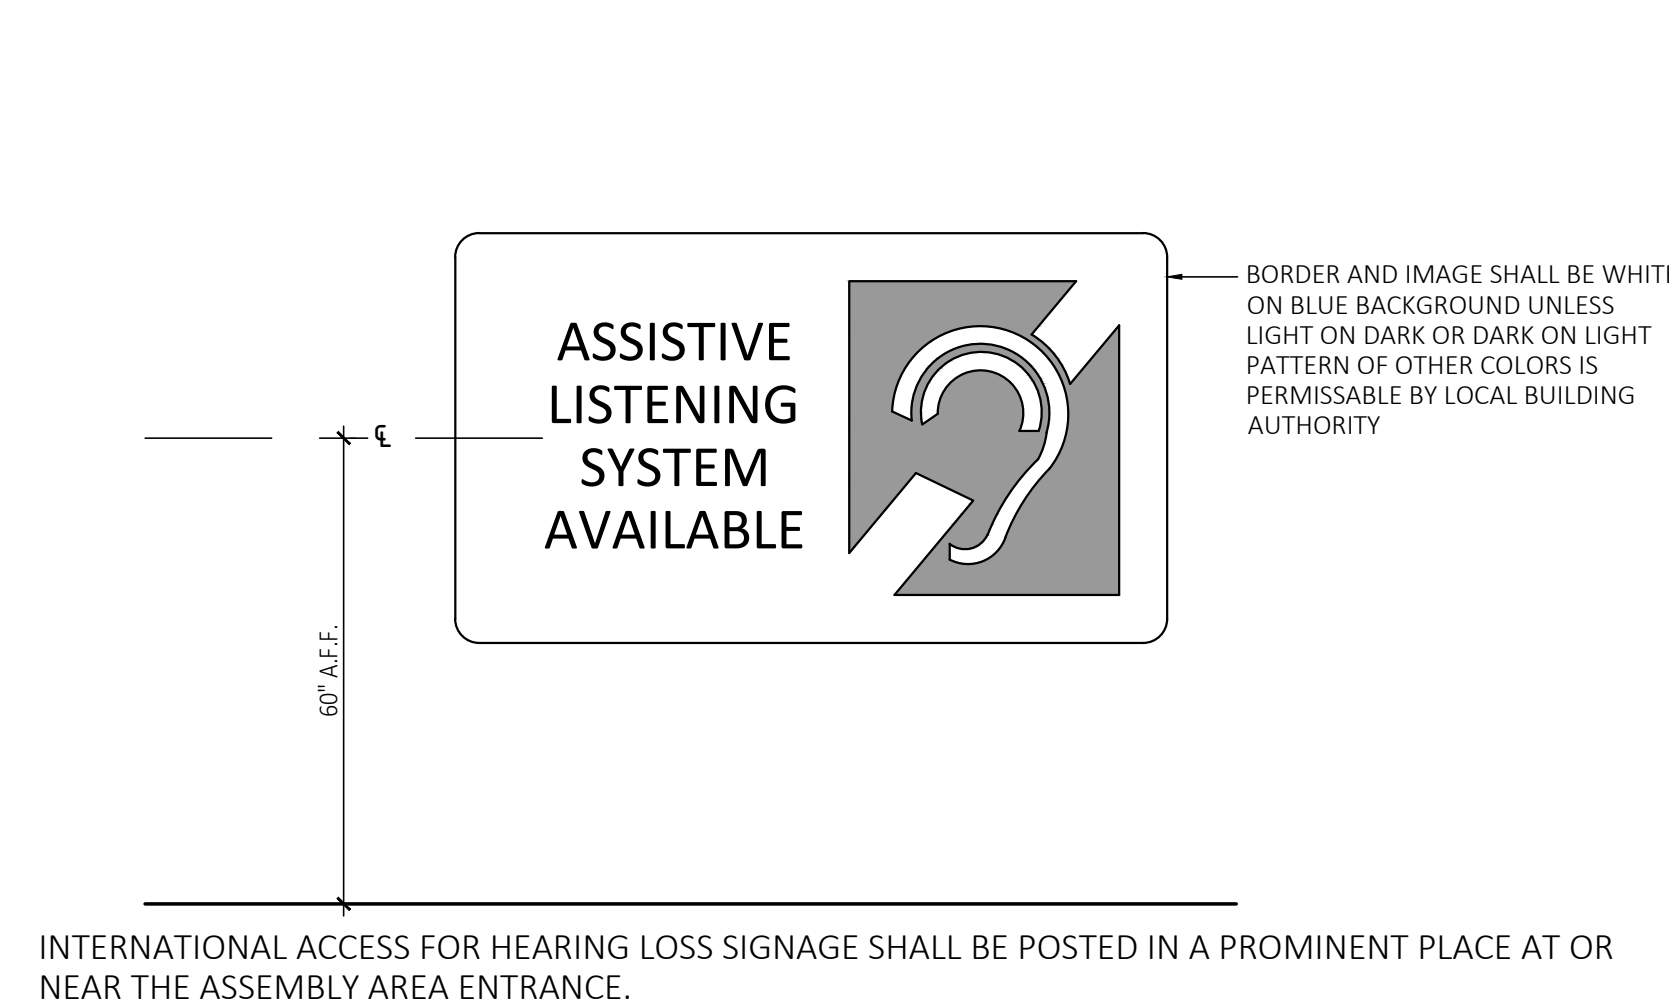 ASSISTIVE
LISTENING
SYSTEM
AVAILABLE
BORDER AND IMAGE SHALL BE WHITE
ON BLUE BACKGROUND UNLESS
LIGHT ON DARK OR DARK ON LIGHT
PATTERN OF OTHER COLORS IS
PERMISSABLE BY LOCAL BUILDING
AUTHORITY
℄
60" A.F.F.
INTERNATIONAL ACCESS FOR HEARING LOSS SIGNAGE SHALL BE POSTED IN A PROMINENT PLACE AT OR
NEAR THE ASSEMBLY AREA ENTRANCE.